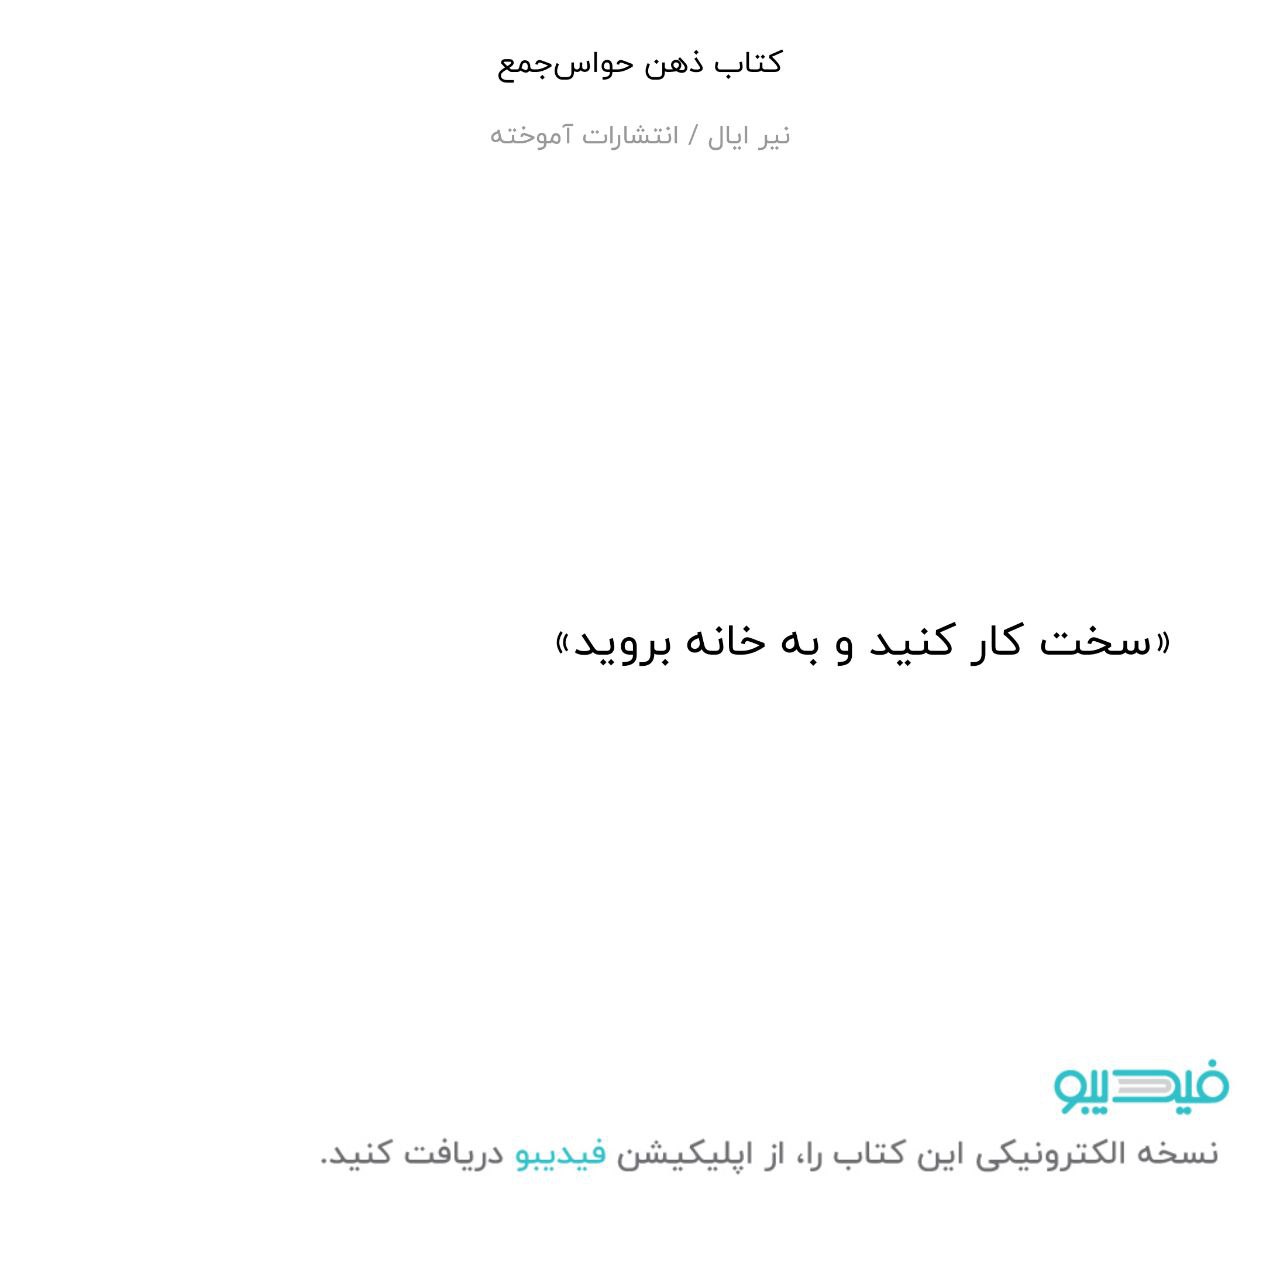 کتاب ذهن حواس‌جمع
نیر ایال / انتشارات آموخته
«سخت کار کنید و به خانه بروید»
فیدیبو
نسخه الکترونیکی این کتاب را، از اپلیکیشن فیدیبو دریافت کنید.